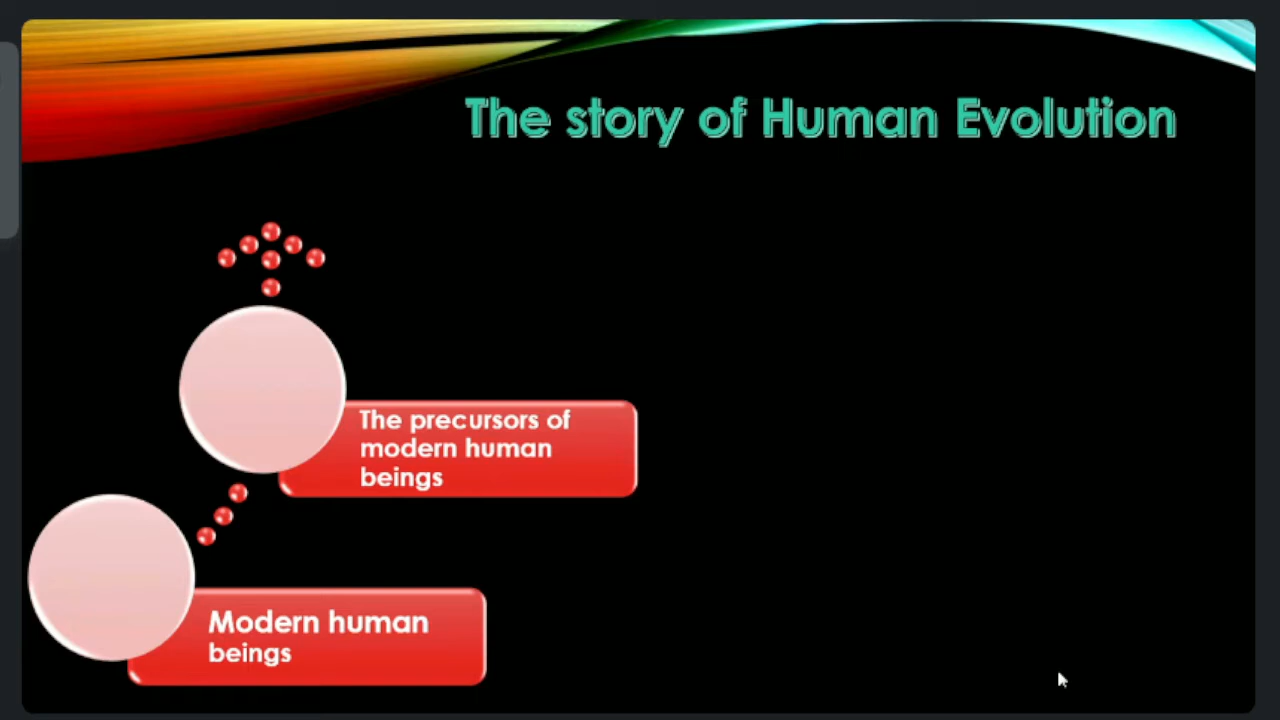 The story of Human Evolution
The precursors of
modern human
beings
Modern human
beings